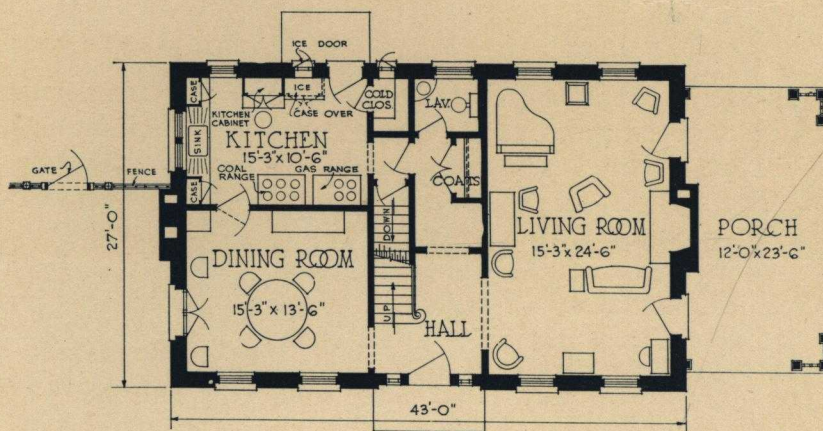 ICE DOOR
CASE
ICE
COLD
CLOS.
LAV.
KITCHEN
CABINET
CASE OVER
SINK
KITCHEN
15'-3" x 10'-6"
GATE
FENCE
COAL
RANGE
GAS RANGE
CASE
COATS
27'-0"
DOWN
LIVING ROOM
15'-3" x 24'-6"
PORCH
12'-0" x 23'-6"
DINING ROOM
15'-3" x 13'-6"
UP
HALL
43'-0"